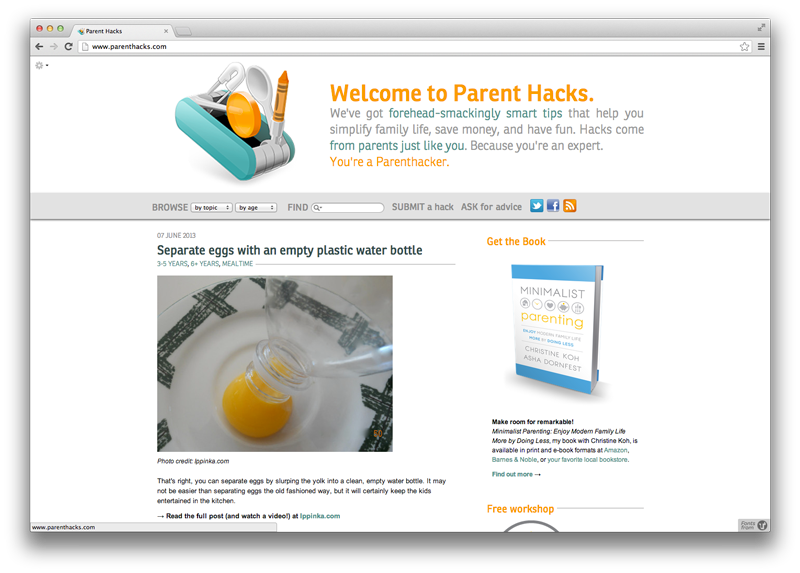 Parent Hacks
www.parenthacks.com
Welcome to Parent Hacks.
We've got forehead-smackingly smart tips that help you
simplify family life, save money, and have fun. Hacks come
from parents just like you. Because you're an expert.
You're a Parenthacker.
BROWSE by topic by age FIND SUBMIT a hack ASK for advice
07 JUNE 2013
Separate eggs with an empty plastic water bottle
3-5 YEARS, 6+ YEARS, MEALTIME
Photo credit: Ippinka.com
That's right, you can separate eggs by slurping the yolk into a clean, empty water bottle. It may
not be easier than separating eggs the old fashioned way, but it will certainly keep the kids
entertained in the kitchen.
→ Read the full post (and watch a video!) at Ippinka.com
Get the Book
MINIMALIST
parenting
ENJOY MODERN FAMILY LIFE
MORE BY DOING LESS
CHRISTINE KOH
ASHA DORNFEST
Make room for remarkable!
Minimalist Parenting: Enjoy Modern Family Life
More by Doing Less, my book with Christine Koh, is
available in print and e-book formats at Amazon,
Barnes & Noble, or your favorite local bookstore.
Find out more →
Free workshop
www.parenthacks.com
Fonts
from